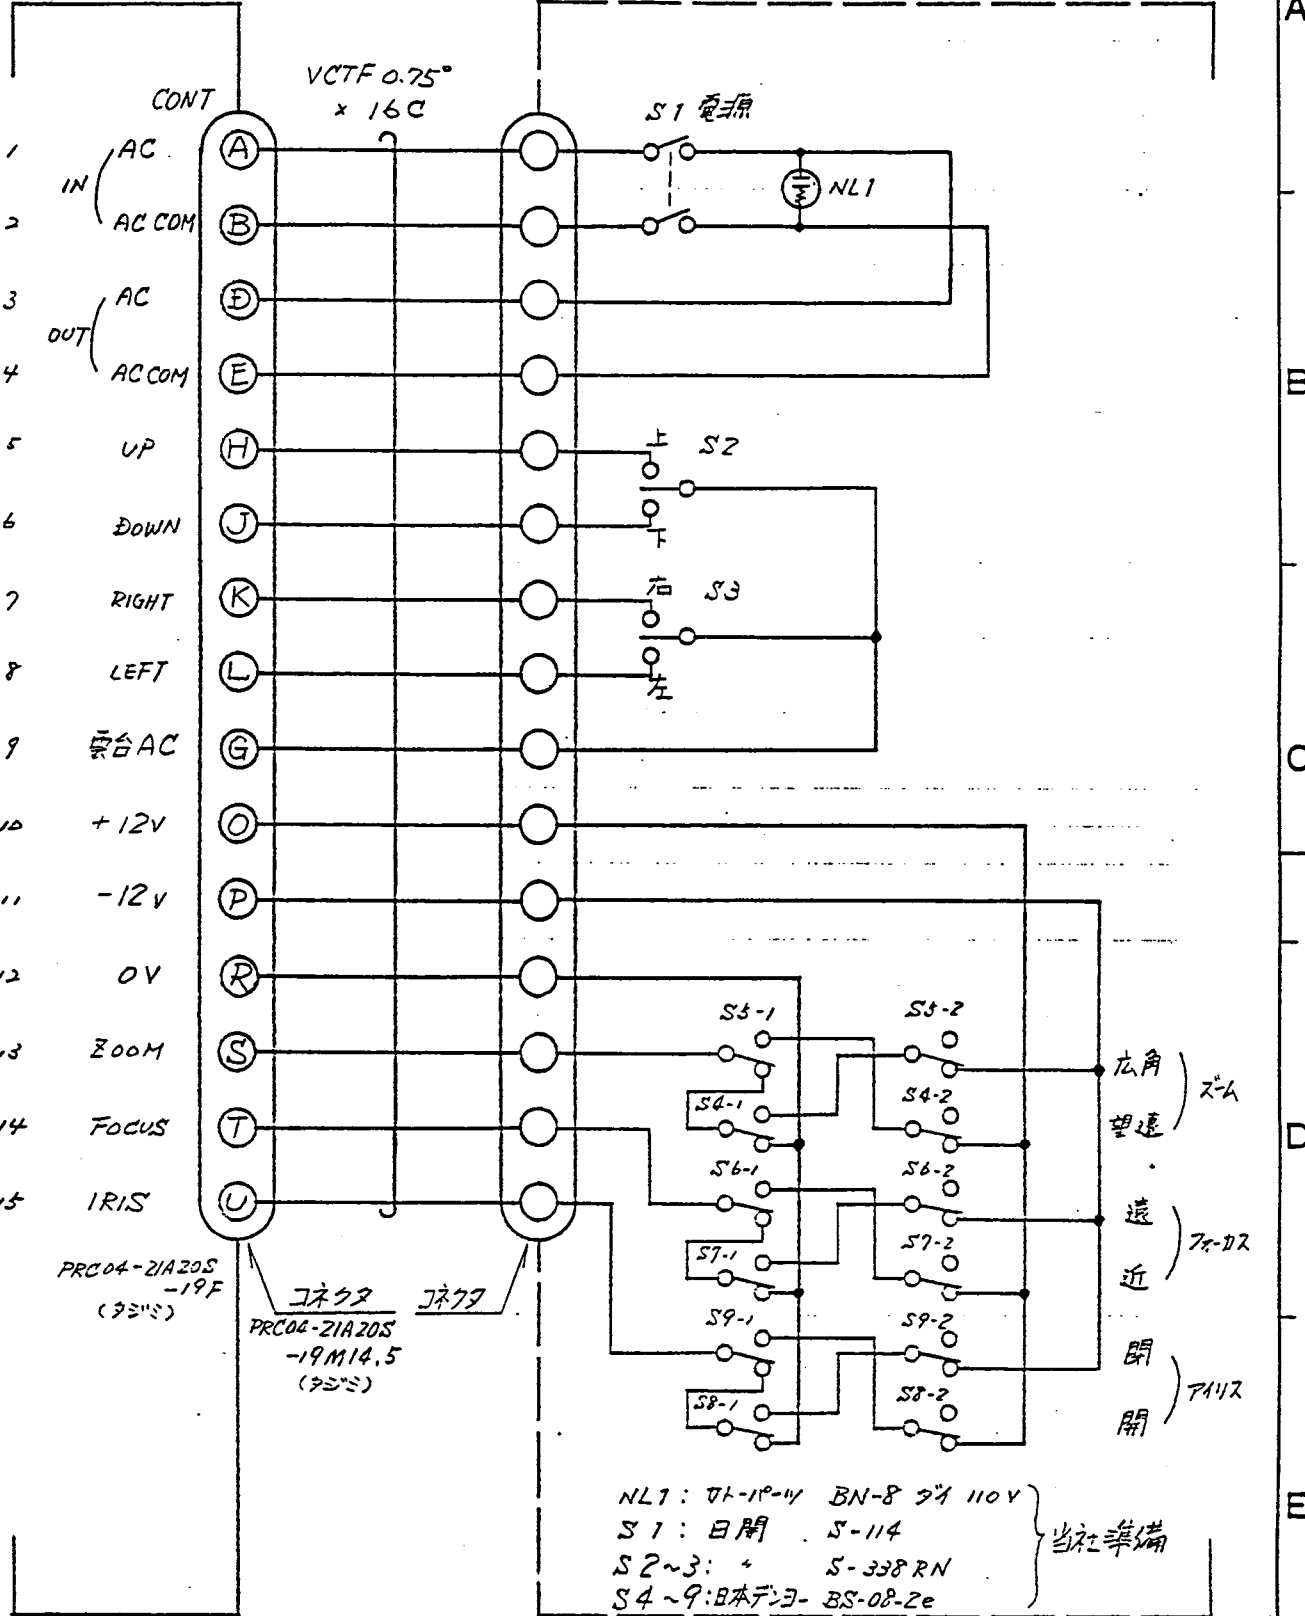 A
VCTF 0.75°
× 16C
CONT
S1 電源
1 AC A
IN
NL1
2 AC COM B
3 AC D
OUT
4 AC COM E
B
5 UP H
上 S2
6 DOWN J
下
7 RIGHT K
右 S3
8 LEFT L
左
9 雲台AC G
C
10 +12V O
11 -12V P
12 0V R
S5-1 S5-2
13 ZOOM S
広角
ズーム
S4-1 S4-2
望遠
14 FOCUS T
D
S6-1 S6-2
15 IRIS U
遠
フォーカス
S7-1 S7-2
近
PRC04-21A20S
-19F
(タジミ)
コネクタ コネクタ
PRC04-21A20S
-19M14.5
(タジミ)
S9-1 S9-2
閉
アイリス
S8-1 S8-2
開
NL1: サトーパーツ BN-8 ダイ 110V
S1: 日開 S-114
S2~3: 〃 S-338RN
当社準備
S4~9: 日本デンヨー BS-08-2e
E